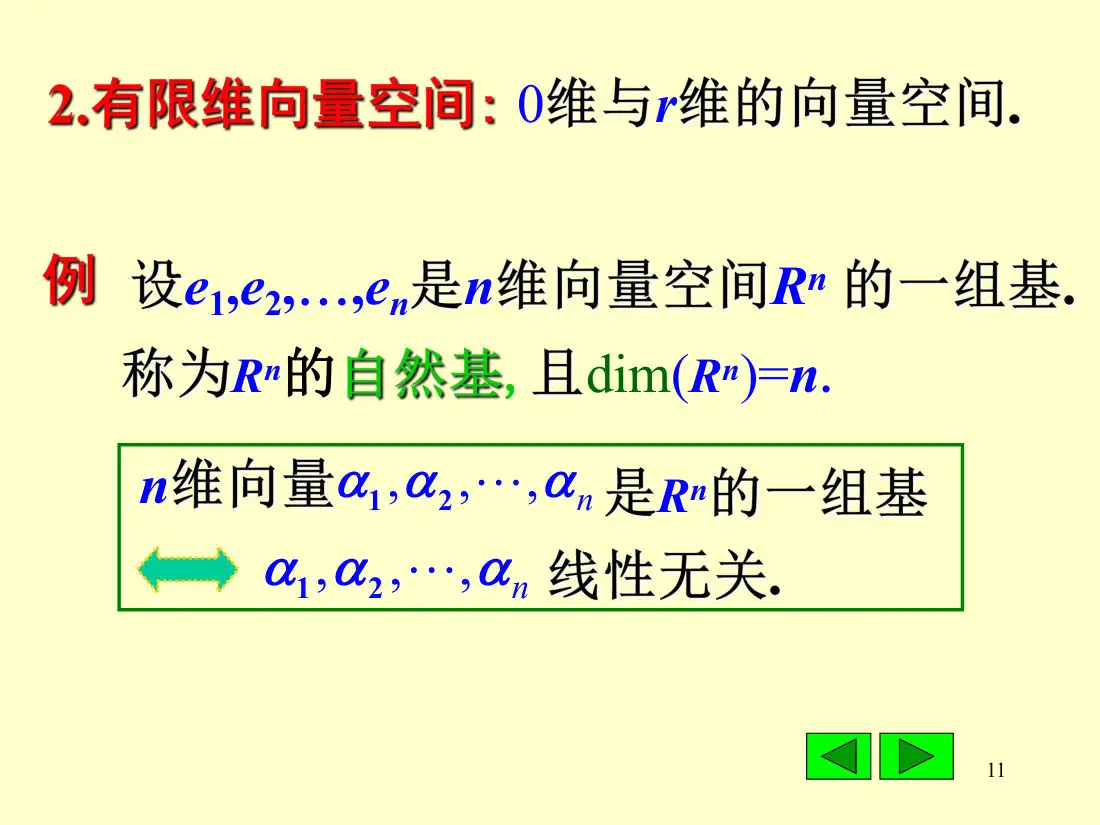 2.有限维向量空间：0维与r维的向量空间.
例 设e₁,e₂,…,eₙ是n维向量空间Rⁿ 的一组基.
称为Rⁿ的自然基, 且dim(Rⁿ)=n.
n维向量α₁,α₂,⋯,αₙ 是Rⁿ的一组基
α₁,α₂,⋯,αₙ 线性无关.
11